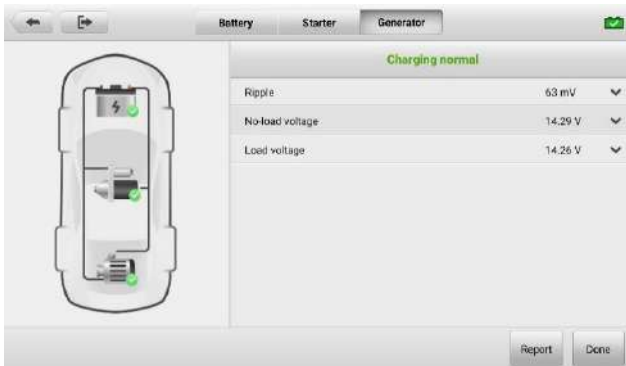 Battery Starter Generator
Charging normal
Ripple 63 mV
No-load voltage 14.29 V
Load voltage 14.26 V
Report Done